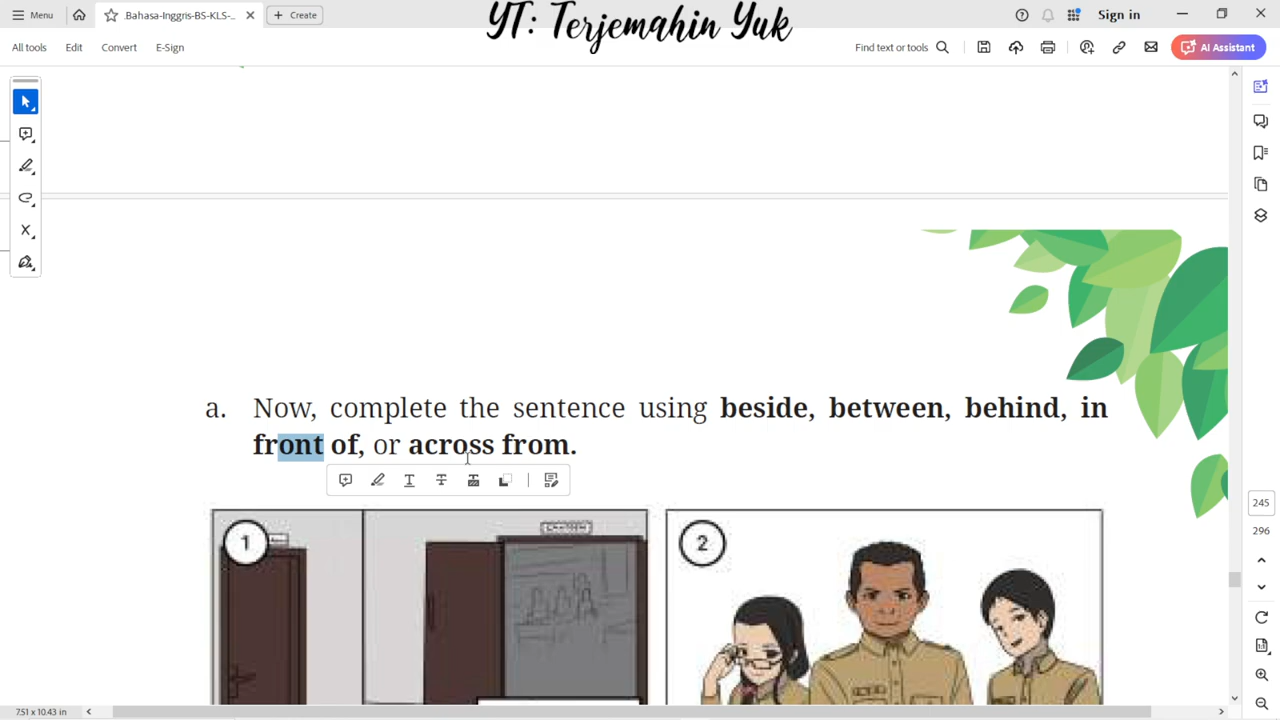 Menu
Bahasa-Inggris-BS-KLS-...
Create
YT: Terjemahin Yuk
Sign in
All tools
Edit
Convert
E-Sign
Find text or tools
AI Assistant
a. Now, complete the sentence using beside, between, behind, in
front of, or across from.
1
2
245
296
7.51 x 10.43 in